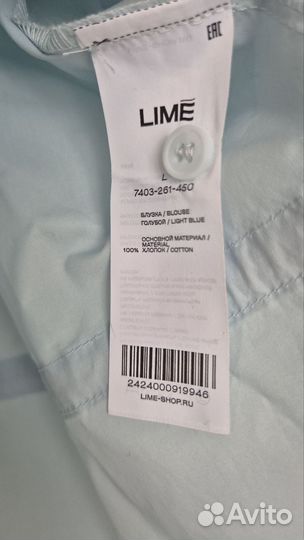 EAC
LIMÉ
L
7403-261-450
БЛУЗКА / BLOUSE
ГОЛУБОЙ / LIGHT BLUE
ОСНОВНОЙ МАТЕРИАЛ /
MATERIAL
100% ХЛОПОК / COTTON
2424000919946
LIME-SHOP.RU
Avito